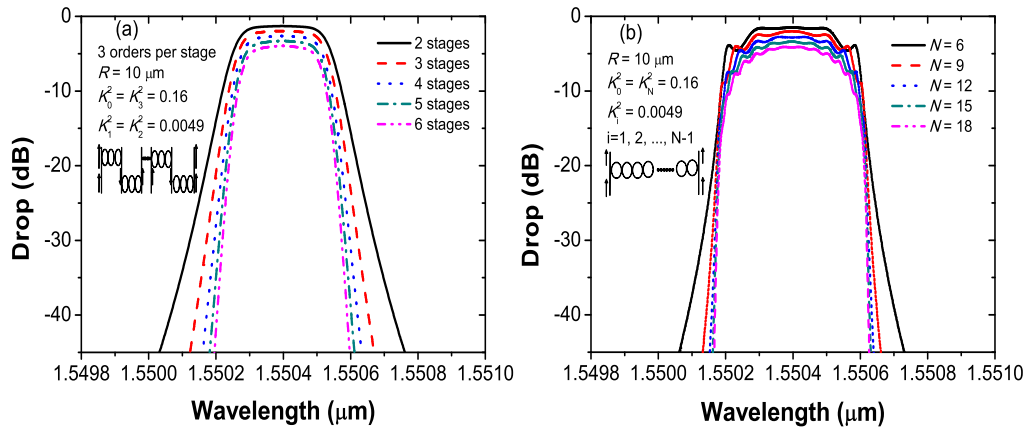 (a)
3 orders per stage
R = 10 μm
K₀² = K₃² = 0.16
K₁² = K₂² = 0.0049
2 stages
3 stages
4 stages
5 stages
6 stages
0
-10
-20
-30
-40
Drop (dB)
1.5498 1.5500 1.5502 1.5504 1.5506 1.5508 1.5510
Wavelength (μm)
(b)
R = 10 μm
K₀² = K_N² = 0.16
K_i² = 0.0049
i=1, 2, ..., N-1
N = 6
N = 9
N = 12
N = 15
N = 18
0
-10
-20
-30
-40
Drop (dB)
1.5498 1.5500 1.5502 1.5504 1.5506 1.5508 1.5510
Wavelength (μm)